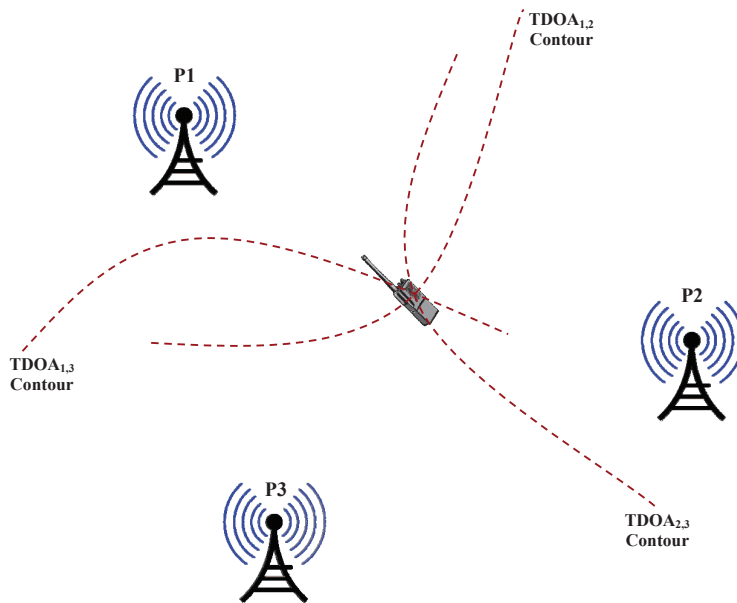 TDOA1,2
Contour
P1
P2
TDOA1,3
Contour
P3
TDOA2,3
Contour